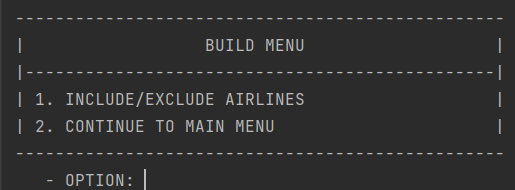 -------------------------------------------------
|                  BUILD MENU                   |
|-----------------------------------------------|
| 1. INCLUDE/EXCLUDE AIRLINES                   |
| 2. CONTINUE TO MAIN MENU                      |
-------------------------------------------------
   - OPTION: